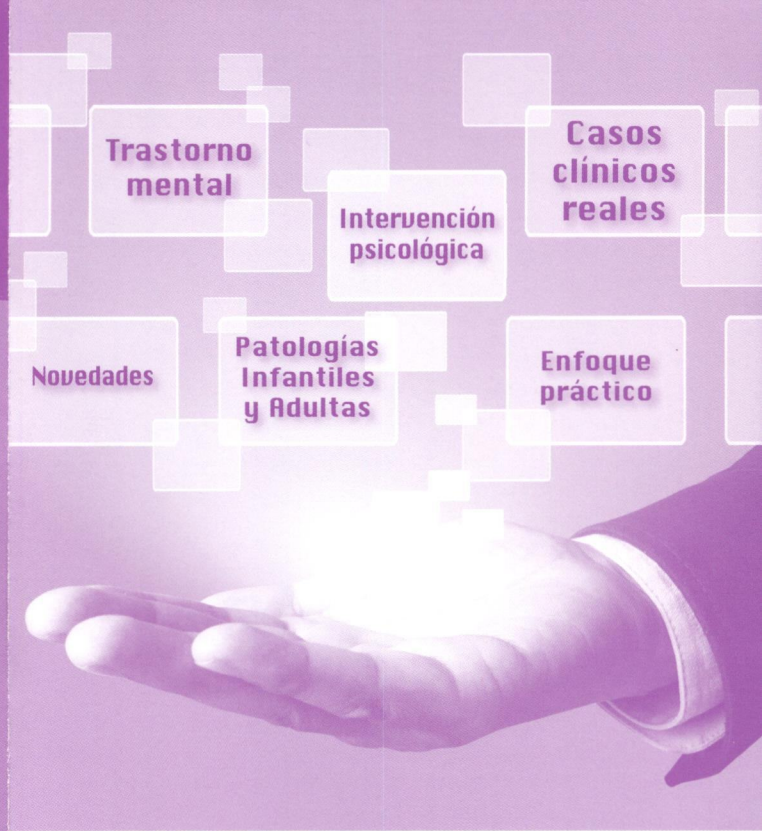 Trastorno
mental
Intervención
psicológica
Casos
clínicos
reales
Novedades
Patologías
Infantiles
y Adultas
Enfoque
práctico